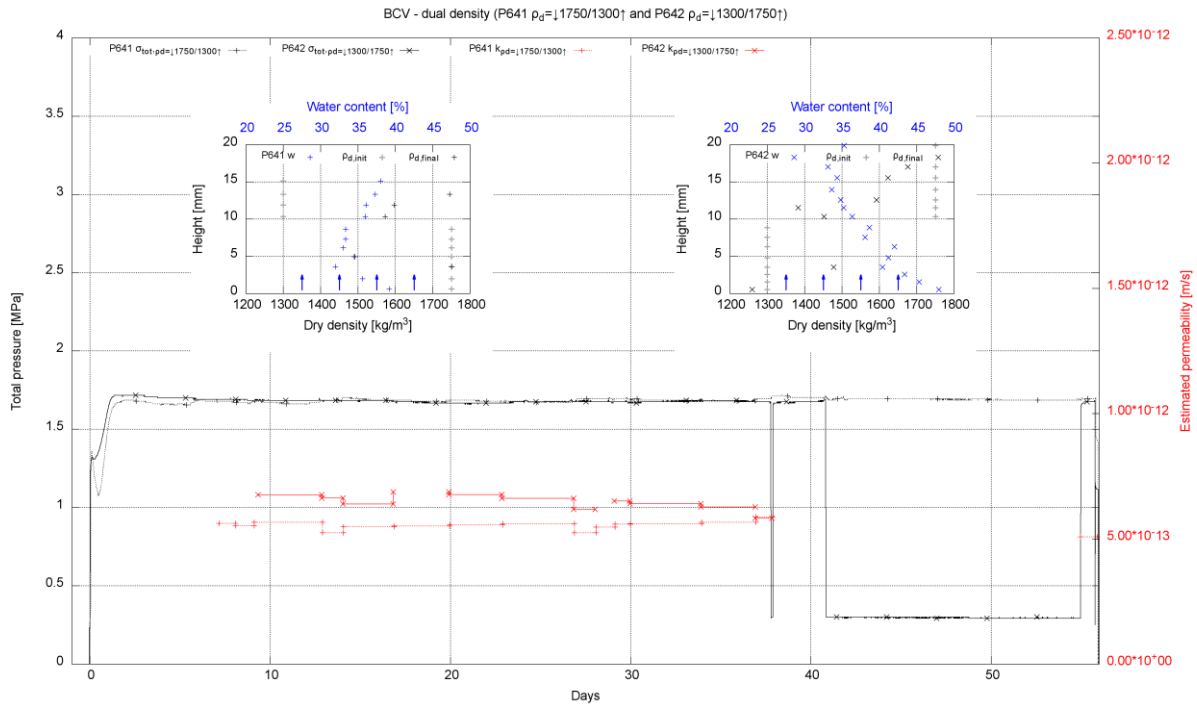 BCV - dual density (P641 ρd=↓1750/1300↑ and P642 ρd=↓1300/1750↑)
P641 σtot-ρd=↓1750/1300↑ P642 σtot-ρd=↓1300/1750↑ P641 kρd=↓1750/1300↑ P642 kρd=↓1300/1750↑
Total pressure [MPa]
4
3.5
3
2.5
2
1.5
1
0.5
0
Water content [%]
20 25 30 35 40 45 50
P641 w ρd,init ρd,final
Height [mm]
20
15
10
5
0
1200 1300 1400 1500 1600 1700 1800
Dry density [kg/m³]
Water content [%]
20 25 30 35 40 45 50
P642 w ρd,init ρd,final
Height [mm]
20
15
10
5
0
1200 1300 1400 1500 1600 1700 1800
Dry density [kg/m³]
2.50*10⁻¹²
2.00*10⁻¹²
1.50*10⁻¹²
1.00*10⁻¹²
5.00*10⁻¹³
0.00*10⁺⁰⁰
Estimated permeability [m/s]
0 10 20 30 40 50
Days